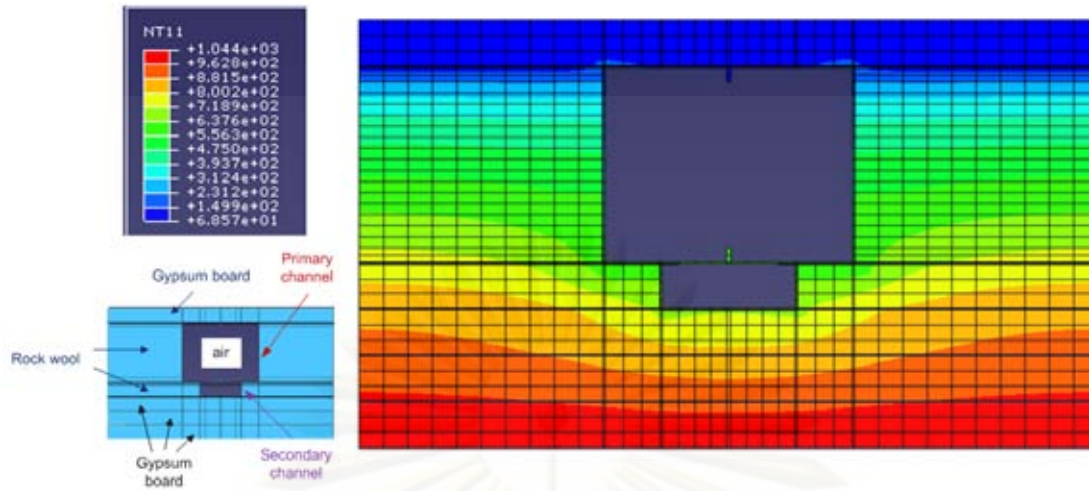 NT11
+1.044e+03
+9.628e+02
+8.815e+02
+8.002e+02
+7.189e+02
+6.376e+02
+5.563e+02
+4.750e+02
+3.937e+02
+3.124e+02
+2.312e+02
+1.499e+02
+6.857e+01
Gypsum board
Primary
channel
Rock wool
air
Gypsum
board
Secondary
channel